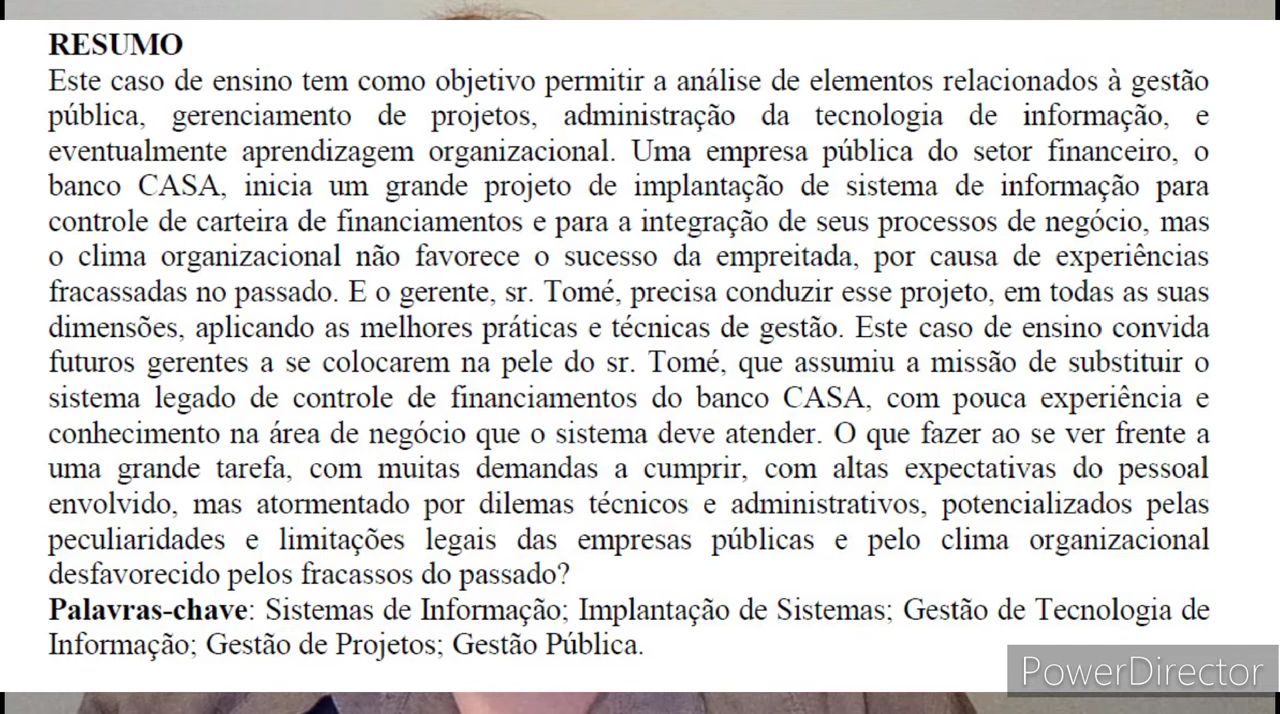 RESUMO
Este caso de ensino tem como objetivo permitir a análise de elementos relacionados à gestão
pública, gerenciamento de projetos, administração da tecnologia de informação, e
eventualmente aprendizagem organizacional. Uma empresa pública do setor financeiro, o
banco CASA, inicia um grande projeto de implantação de sistema de informação para
controle de carteira de financiamentos e para a integração de seus processos de negócio, mas
o clima organizacional não favorece o sucesso da empreitada, por causa de experiências
fracassadas no passado. E o gerente, sr. Tomé, precisa conduzir esse projeto, em todas as suas
dimensões, aplicando as melhores práticas e técnicas de gestão. Este caso de ensino convida
futuros gerentes a se colocarem na pele do sr. Tomé, que assumiu a missão de substituir o
sistema legado de controle de financiamentos do banco CASA, com pouca experiência e
conhecimento na área de negócio que o sistema deve atender. O que fazer ao se ver frente a
uma grande tarefa, com muitas demandas a cumprir, com altas expectativas do pessoal
envolvido, mas atormentado por dilemas técnicos e administrativos, potencializados pelas
peculiaridades e limitações legais das empresas públicas e pelo clima organizacional
desfavorecido pelos fracassos do passado?
Palavras-chave: Sistemas de Informação; Implantação de Sistemas; Gestão de Tecnologia de
Informação; Gestão de Projetos; Gestão Pública.
PowerDirector